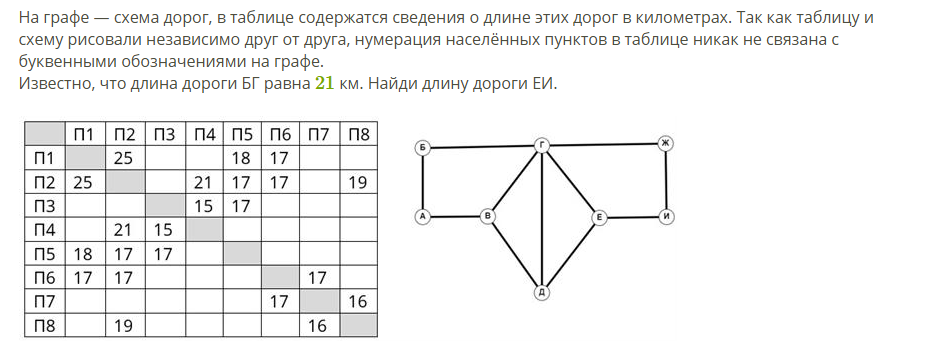 На графе — схема дорог, в таблице содержатся сведения о длине этих дорог в километрах. Так как таблицу и
схему рисовали независимо друг от друга, нумерация населённых пунктов в таблице никак не связана с
буквенными обозначениями на графе.
Известно, что длина дороги БГ равна 21 км. Найди длину дороги ЕИ.
П1 П2 П3 П4 П5 П6 П7 П8
П1 25 18 17
П2 25 21 17 17 19
П3 15 17
П4 21 15
П5 18 17 17
П6 17 17 17
П7 17 16
П8 19 16
Б Г Ж
А В Е И
Д